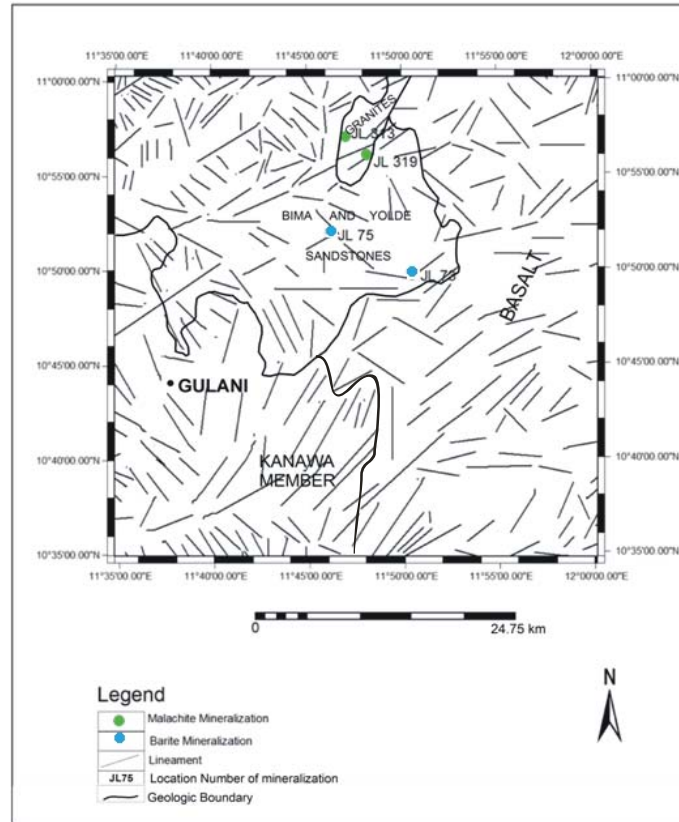 11°35'00.00"E 11°40'00.00"E 11°45'00.00"E 11°50'00.00"E 11°55'00.00"E 12°00'00.00"E
11°00'00.00"N 11°00'00.00"N
GRANITES
JL 313
JL 319
10°55'00.00"N 10°55'00.00"N
BIMA AND YOLDE
JL 75
SANDSTONES
10°50'00.00"N JL 73 10°50'00.00"N
BASALT
10°45'00.00"N 10°45'00.00"N
GULANI
10°40'00.00"N 10°40'00.00"N
KANAWA
MEMBER
10°35'00.00"N 10°35'00.00"N
11°35'00.00"E 11°40'00.00"E 11°45'00.00"E 11°50'00.00"E 11°55'00.00"E 12°00'00.00"E
0 24.75 km
N
Legend
Malachite Mineralization
Barite Mineralization
Lineament
JL75 Location Number of mineralization
Geologic Boundary